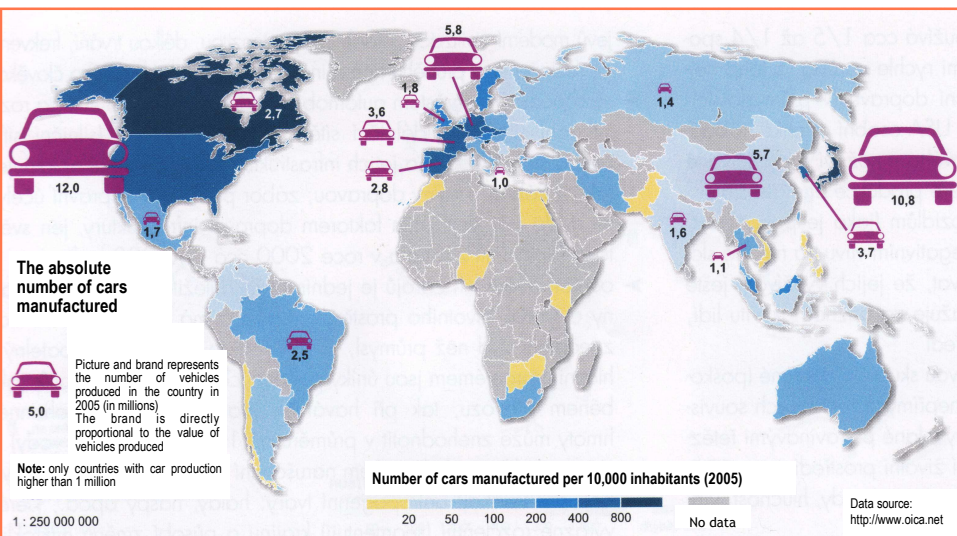 5,8
1,8
3,6
2,8
1,0
2,7
12,0
1,7
1,4
5,7
10,8
1,6
1,1
3,7
2,5
The absolute
number of cars
manufactured
5,0
Picture and brand represents
the number of vehicles
produced in the country in
2005 (in millions)
The brand is directly
proportional to the value of
vehicles produced
Note: only countries with car production
higher than 1 million
1 : 250 000 000
Number of cars manufactured per 10,000 inhabitants (2005)
20 50 100 200 400 800
No data
Data source:
http://www.oica.net